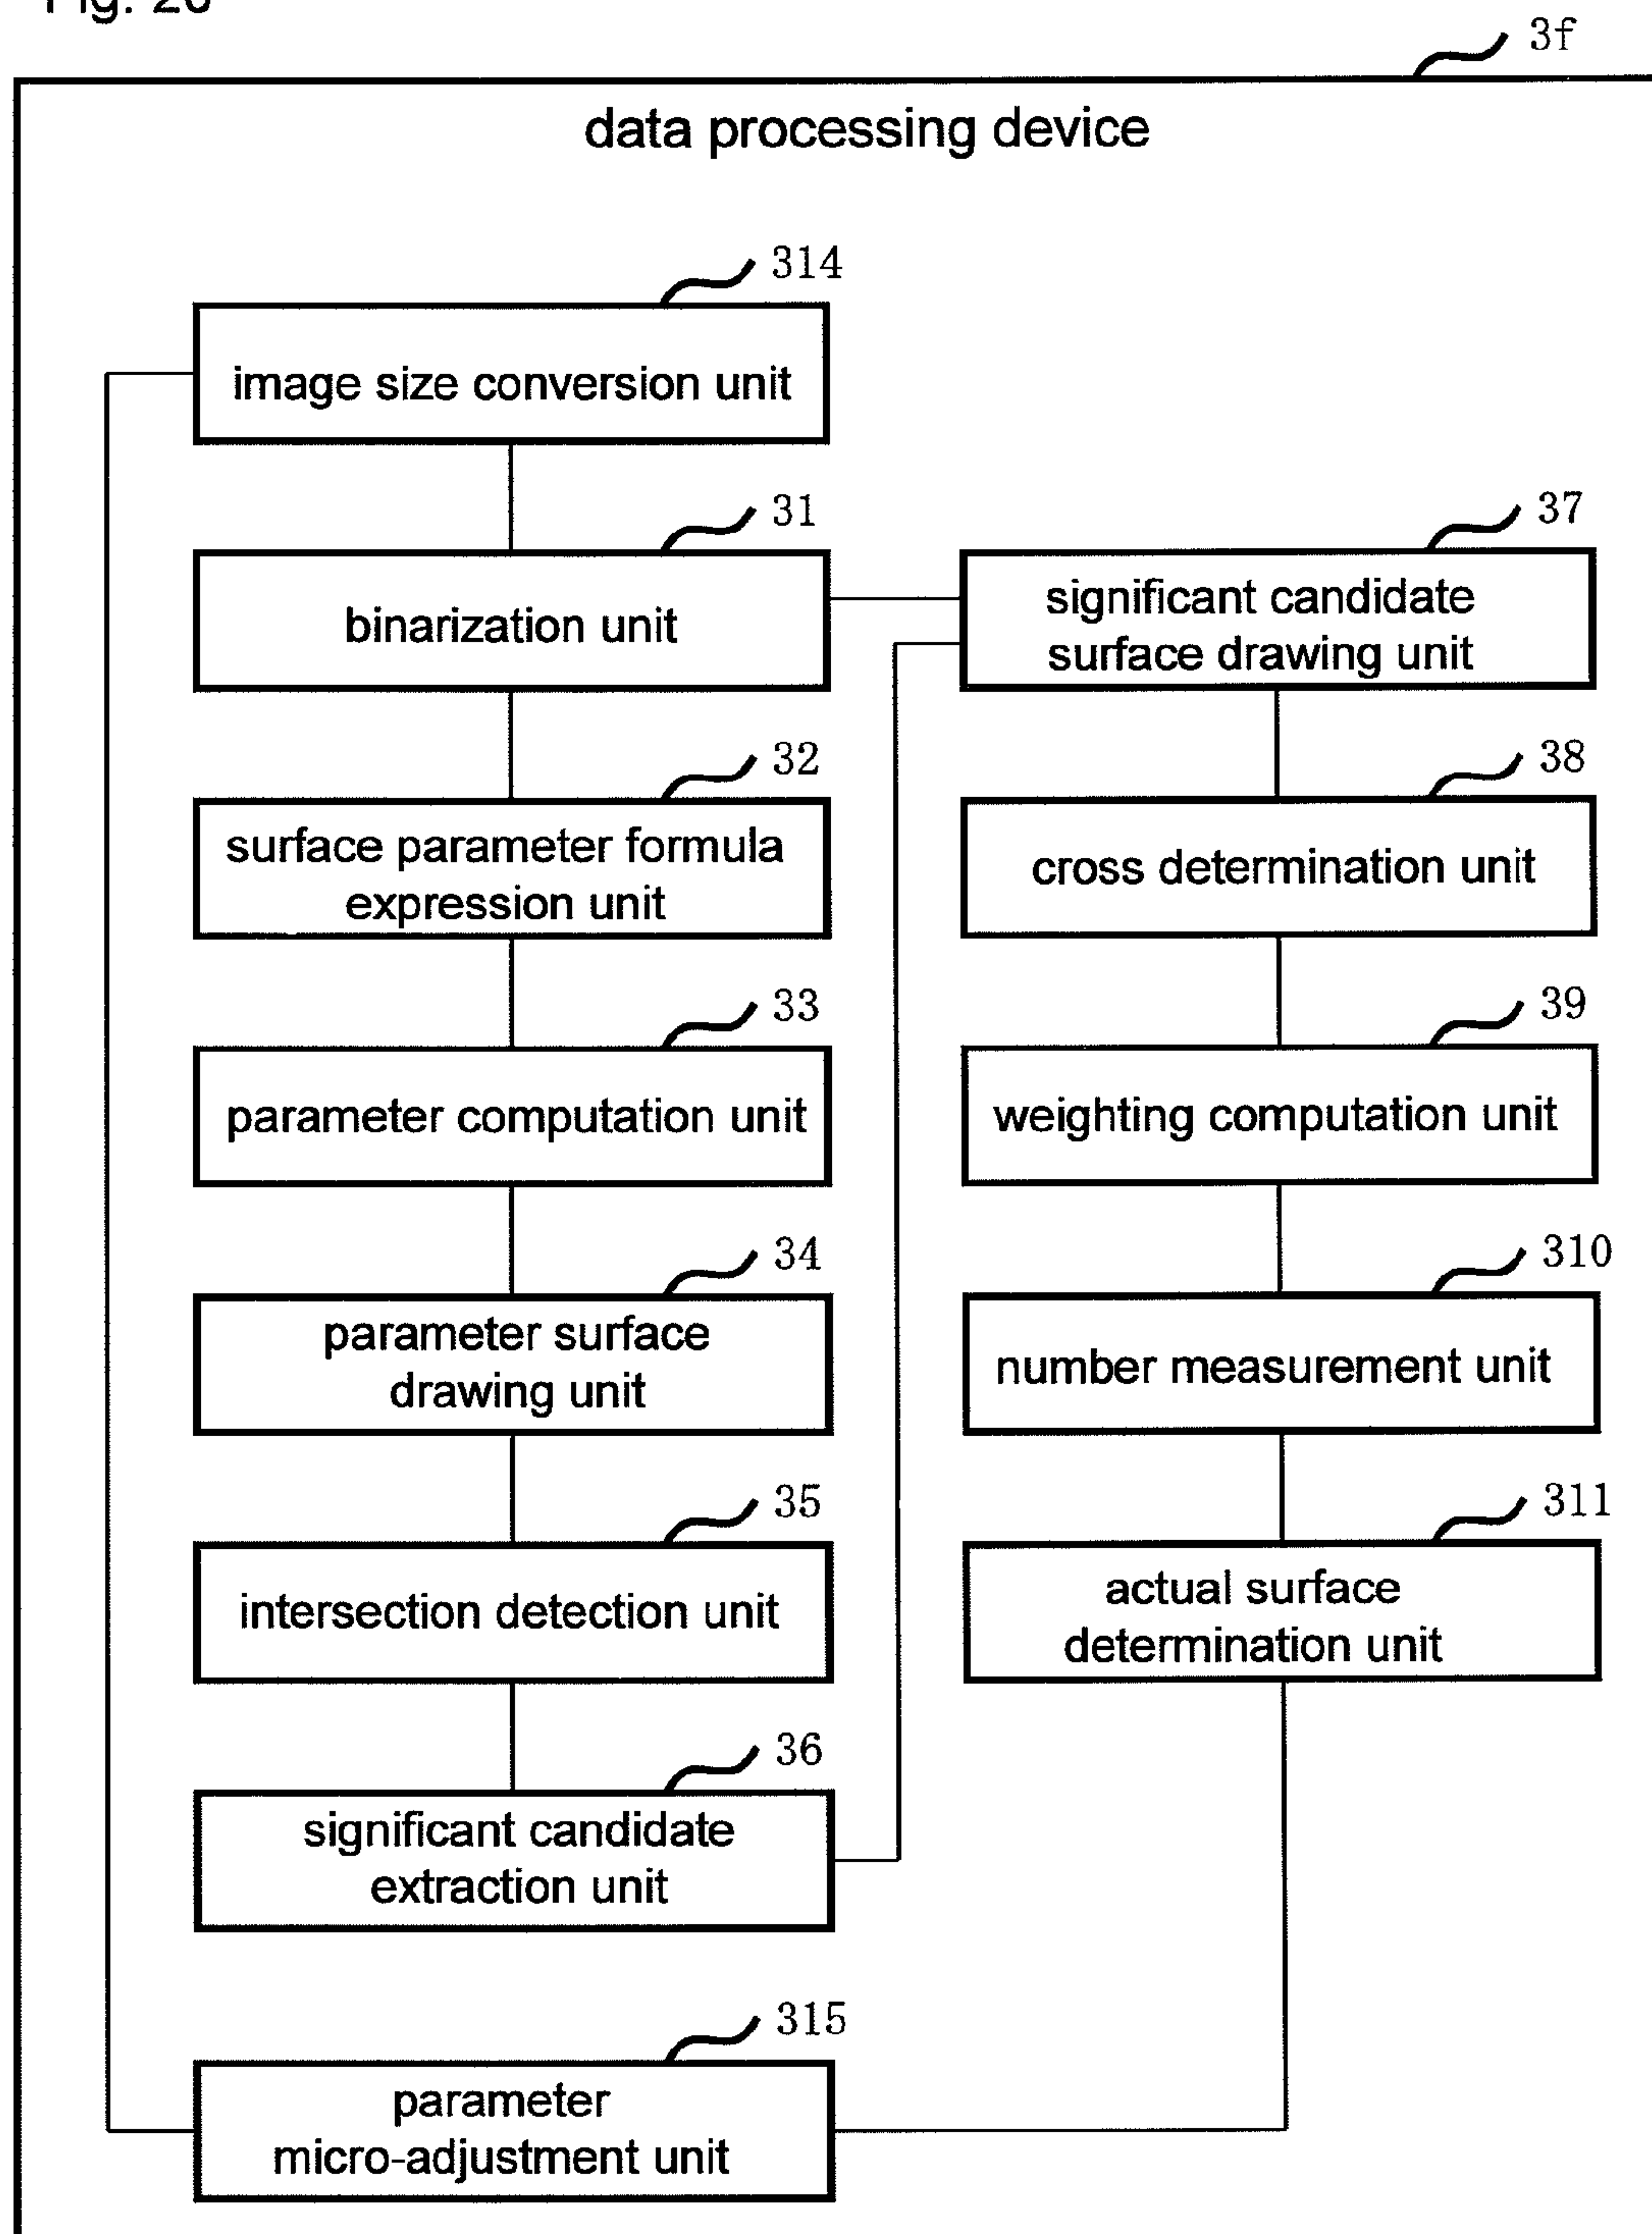 3f
data processing device
314
image size conversion unit
31
binarization unit
32
surface parameter formula
expression unit
33
parameter computation unit
34
parameter surface
drawing unit
35
intersection detection unit
36
significant candidate
extraction unit
315
parameter
micro-adjustment unit
37
significant candidate
surface drawing unit
38
cross determination unit
39
weighting computation unit
310
number measurement unit
311
actual surface
determination unit